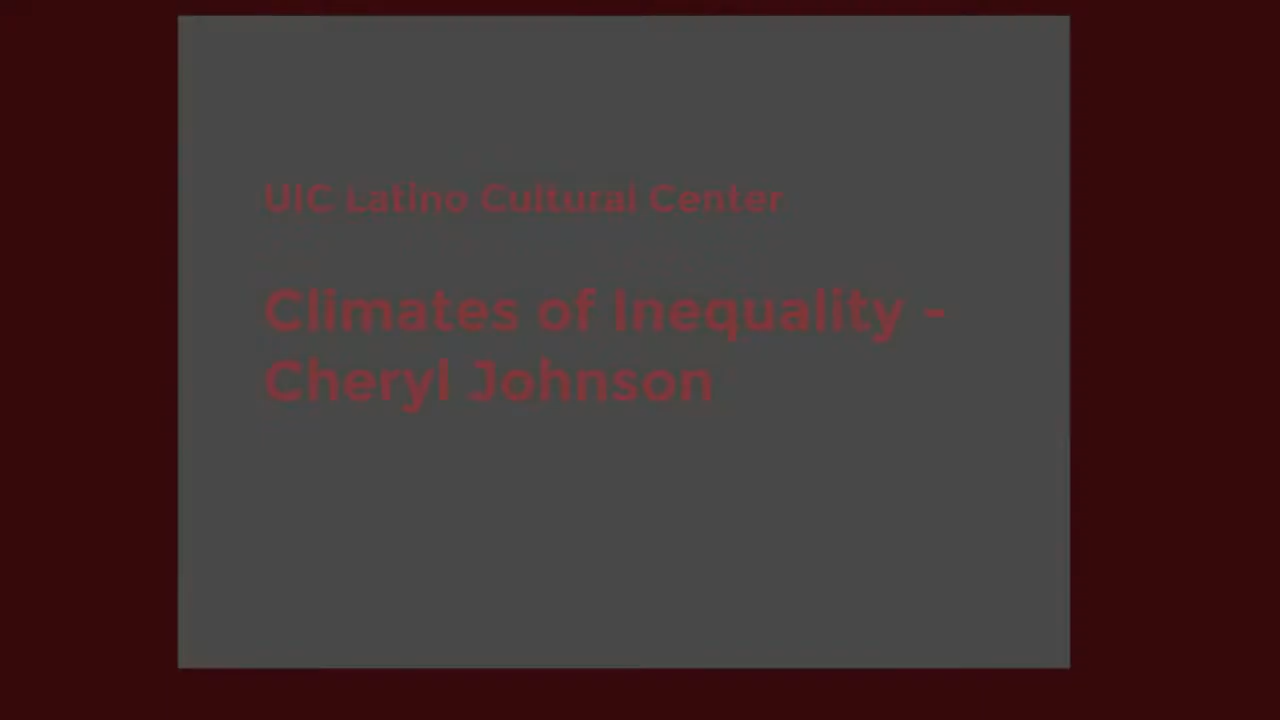 UIC Latino Cultural Center
Climates of Inequality -
Cheryl Johnson